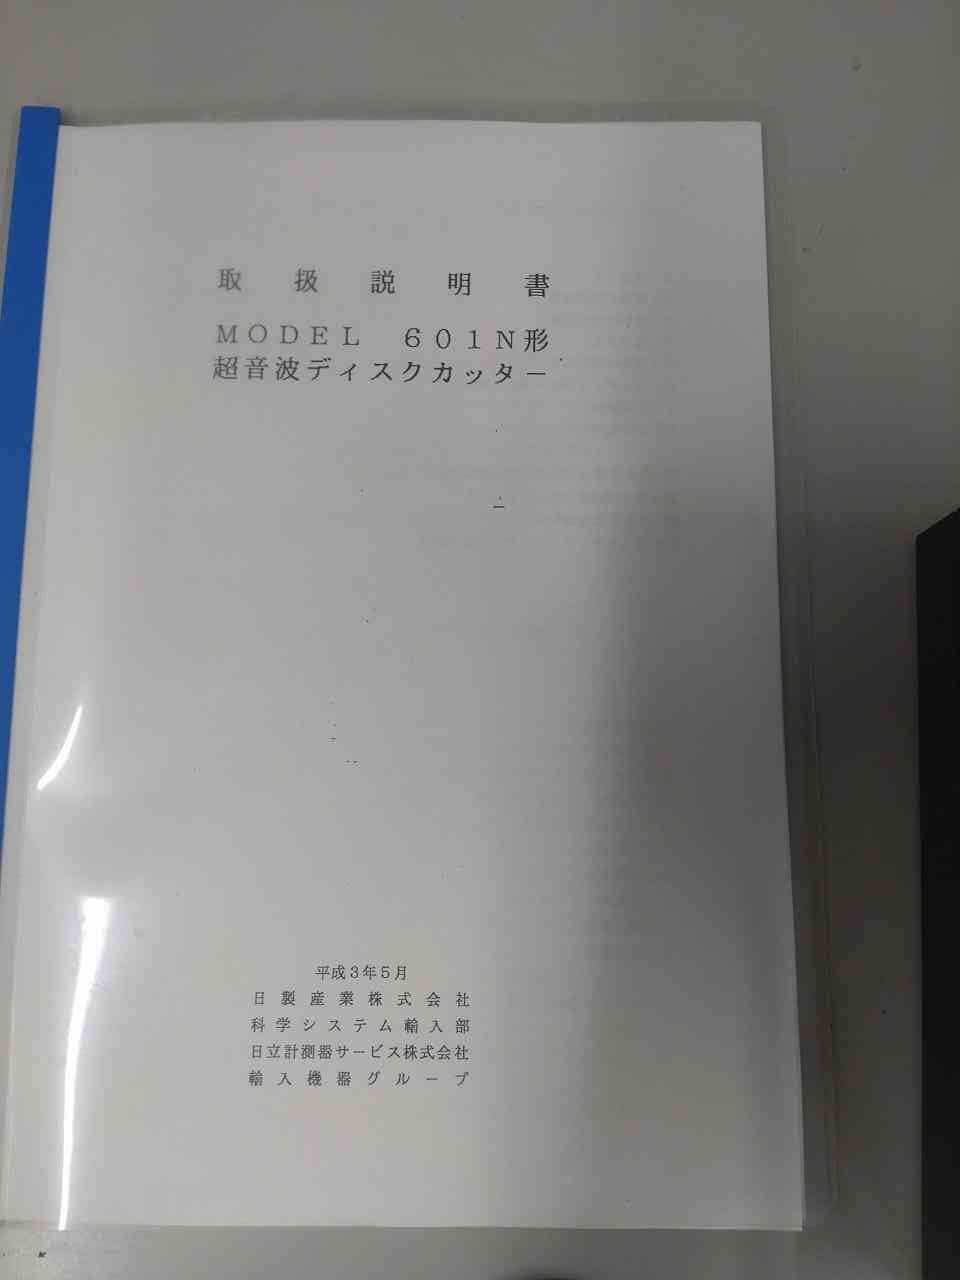 取扱説明書
MODEL 601N形
超音波ディスクカッター
平成3年5月
日製産業株式会社
科学システム輸入部
日立計測器サービス株式会社
輸入機器グループ